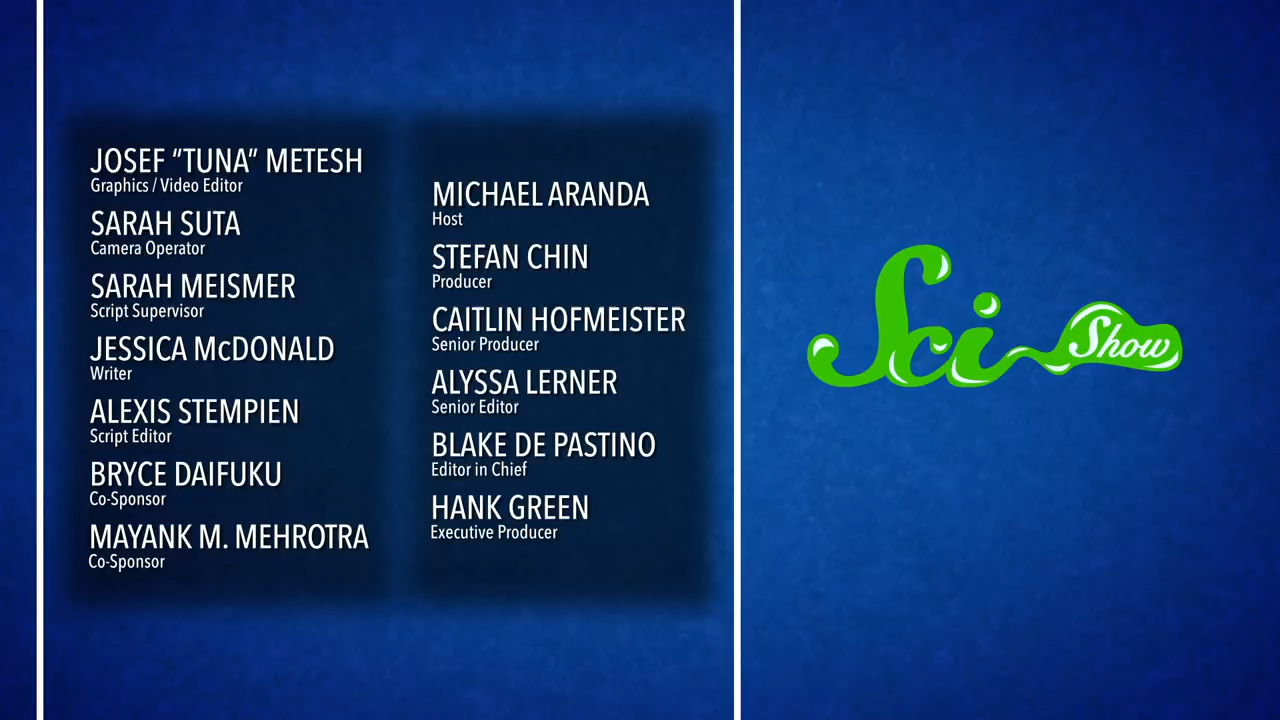 JOSEF “TUNA” METESH
Graphics / Video Editor
SARAH SUTA
Camera Operator
SARAH MEISMER
Script Supervisor
JESSICA McDONALD
Writer
ALEXIS STEMPIEN
Script Editor
BRYCE DAIFUKU
Co-Sponsor
MAYANK M. MEHROTRA
Co-Sponsor
MICHAEL ARANDA
Host
STEFAN CHIN
Producer
CAITLIN HOFMEISTER
Senior Producer
ALYSSA LERNER
Senior Editor
BLAKE DE PASTINO
Editor in Chief
HANK GREEN
Executive Producer
Sci Show